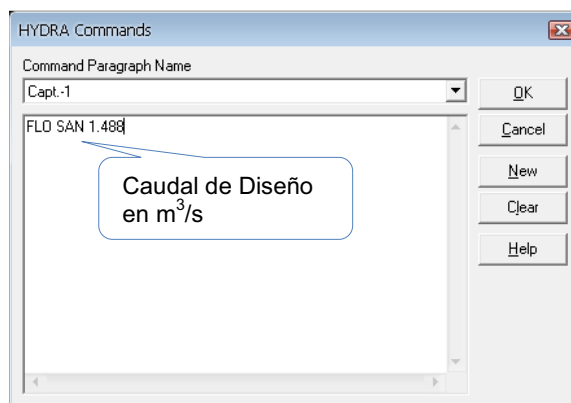 HYDRA Commands
Command Paragraph Name
Capt.-1
OK
FLO SAN 1.488
Cancel
Caudal de Diseño
en m³/s
New
Clear
Help